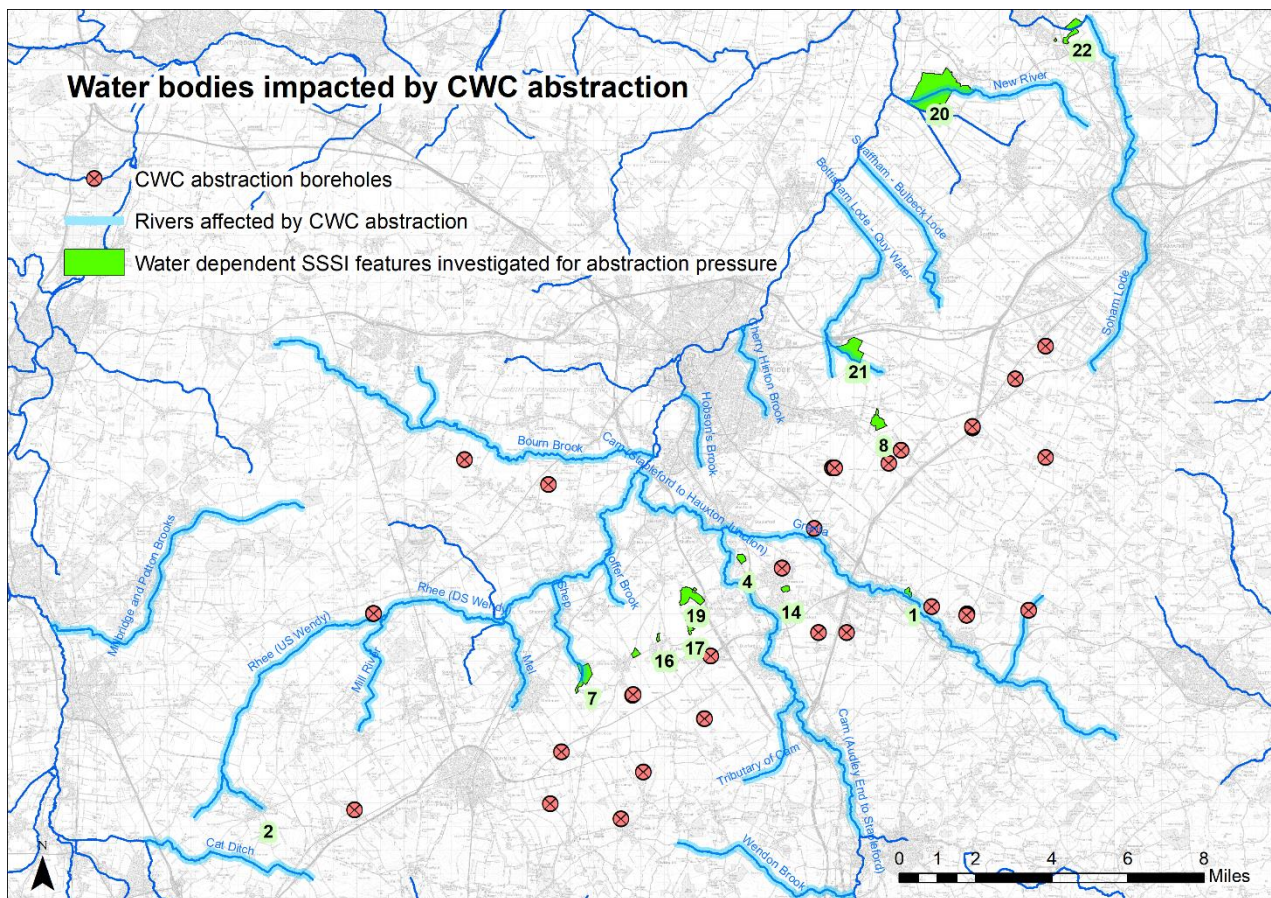 Water bodies impacted by CWC abstraction
CWC abstraction boreholes
Rivers affected by CWC abstraction
Water dependent SSSI features investigated for abstraction pressure
22
New River
20
Swaffham - Bulbeck Lode
Bottisham Lode - Quy Water
Soham Lode
Cherry Hinton Brook
21
Hobson's Brook
8
Bourn Brook
Cam (Stapleford to Hauxton Junction)
Granta
Millbridge and Potton Brooks
Hoffer Brook
4
Shep
Rhee (DS Wendy)
14
1
19
Rhee (US Wendy)
Mill River
Mel
16
17
7
Cam (Audley End to Stapleford)
Tributary of Cam
2
Cat Ditch
Wendon Brook
N
0 1 2 4 6 8
Miles